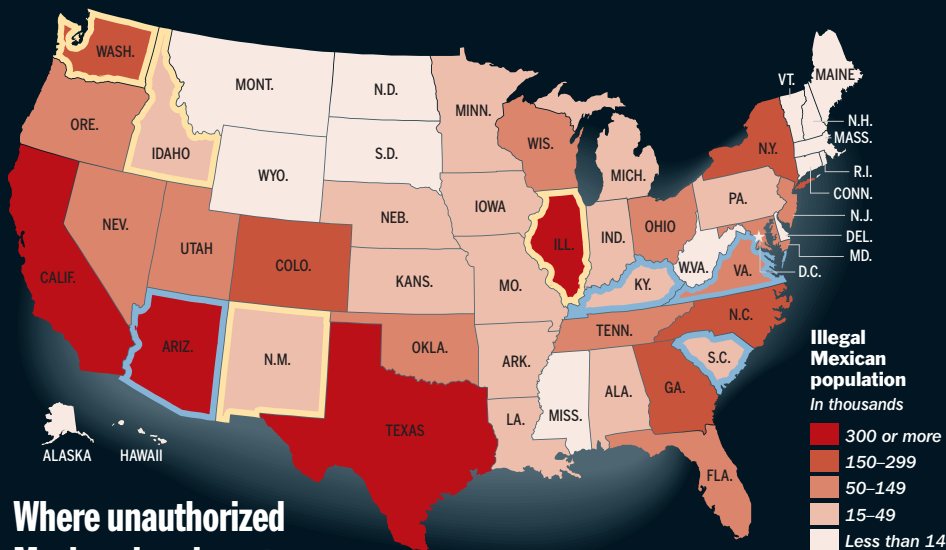 WASH.
MONT.
N.D.
MINN.
VT.
MAINE
ORE.
N.H.
MASS.
IDAHO
S.D.
WIS.
N.Y.
WYO.
MICH.
R.I.
CONN.
PA.
IOWA
N.J.
NEV.
NEB.
OHIO
DEL.
UTAH
ILL.
IND.
MD.
COLO.
W.VA.
VA.
D.C.
CALIF.
KANS.
MO.
KY.
N.C.
TENN.
ARIZ.
N.M.
OKLA.
ARK.
S.C.
GA.
ALA.
MISS.
LA.
TEXAS
FLA.
ALASKA
HAWAII
Illegal
Mexican
population
In thousands
300 or more
150–299
50–149
15–49
Less than 14
Where unauthorized